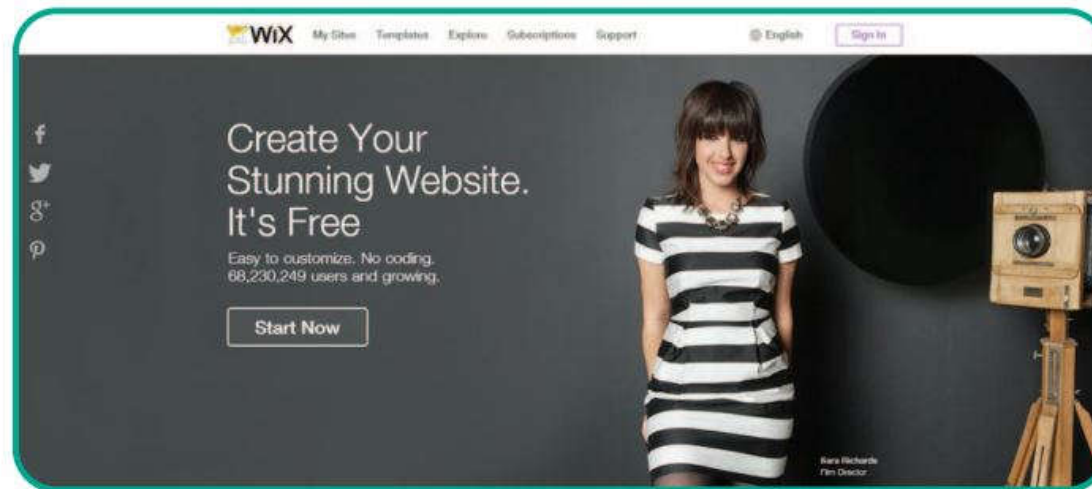 WiX
My Sites Templates Explore Subscriptions Support
English
Sign In
Create Your
Stunning Website.
It's Free
Easy to customize. No coding.
68,230,249 users and growing.
Start Now
Sara Richards
Film Director